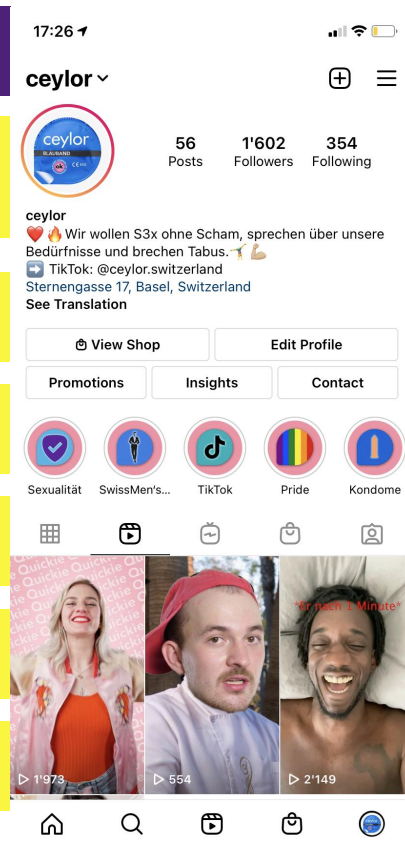 17:26
ceylor
ceylor
BLAUBAND
ok
CE
56
Posts
1'602
Followers
354
Following
ceylor
Wir wollen S3x ohne Scham, sprechen über unsere
Bedürfnisse und brechen Tabus.
TikTok: @ceylor.switzerland
Sternengasse 17, Basel, Switzerland
See Translation
View Shop
Edit Profile
Promotions
Insights
Contact
Sexualität
SwissMen's...
TikTok
Pride
Kondome
Quickie
nach 1 Minute*
1'973
554
2'149